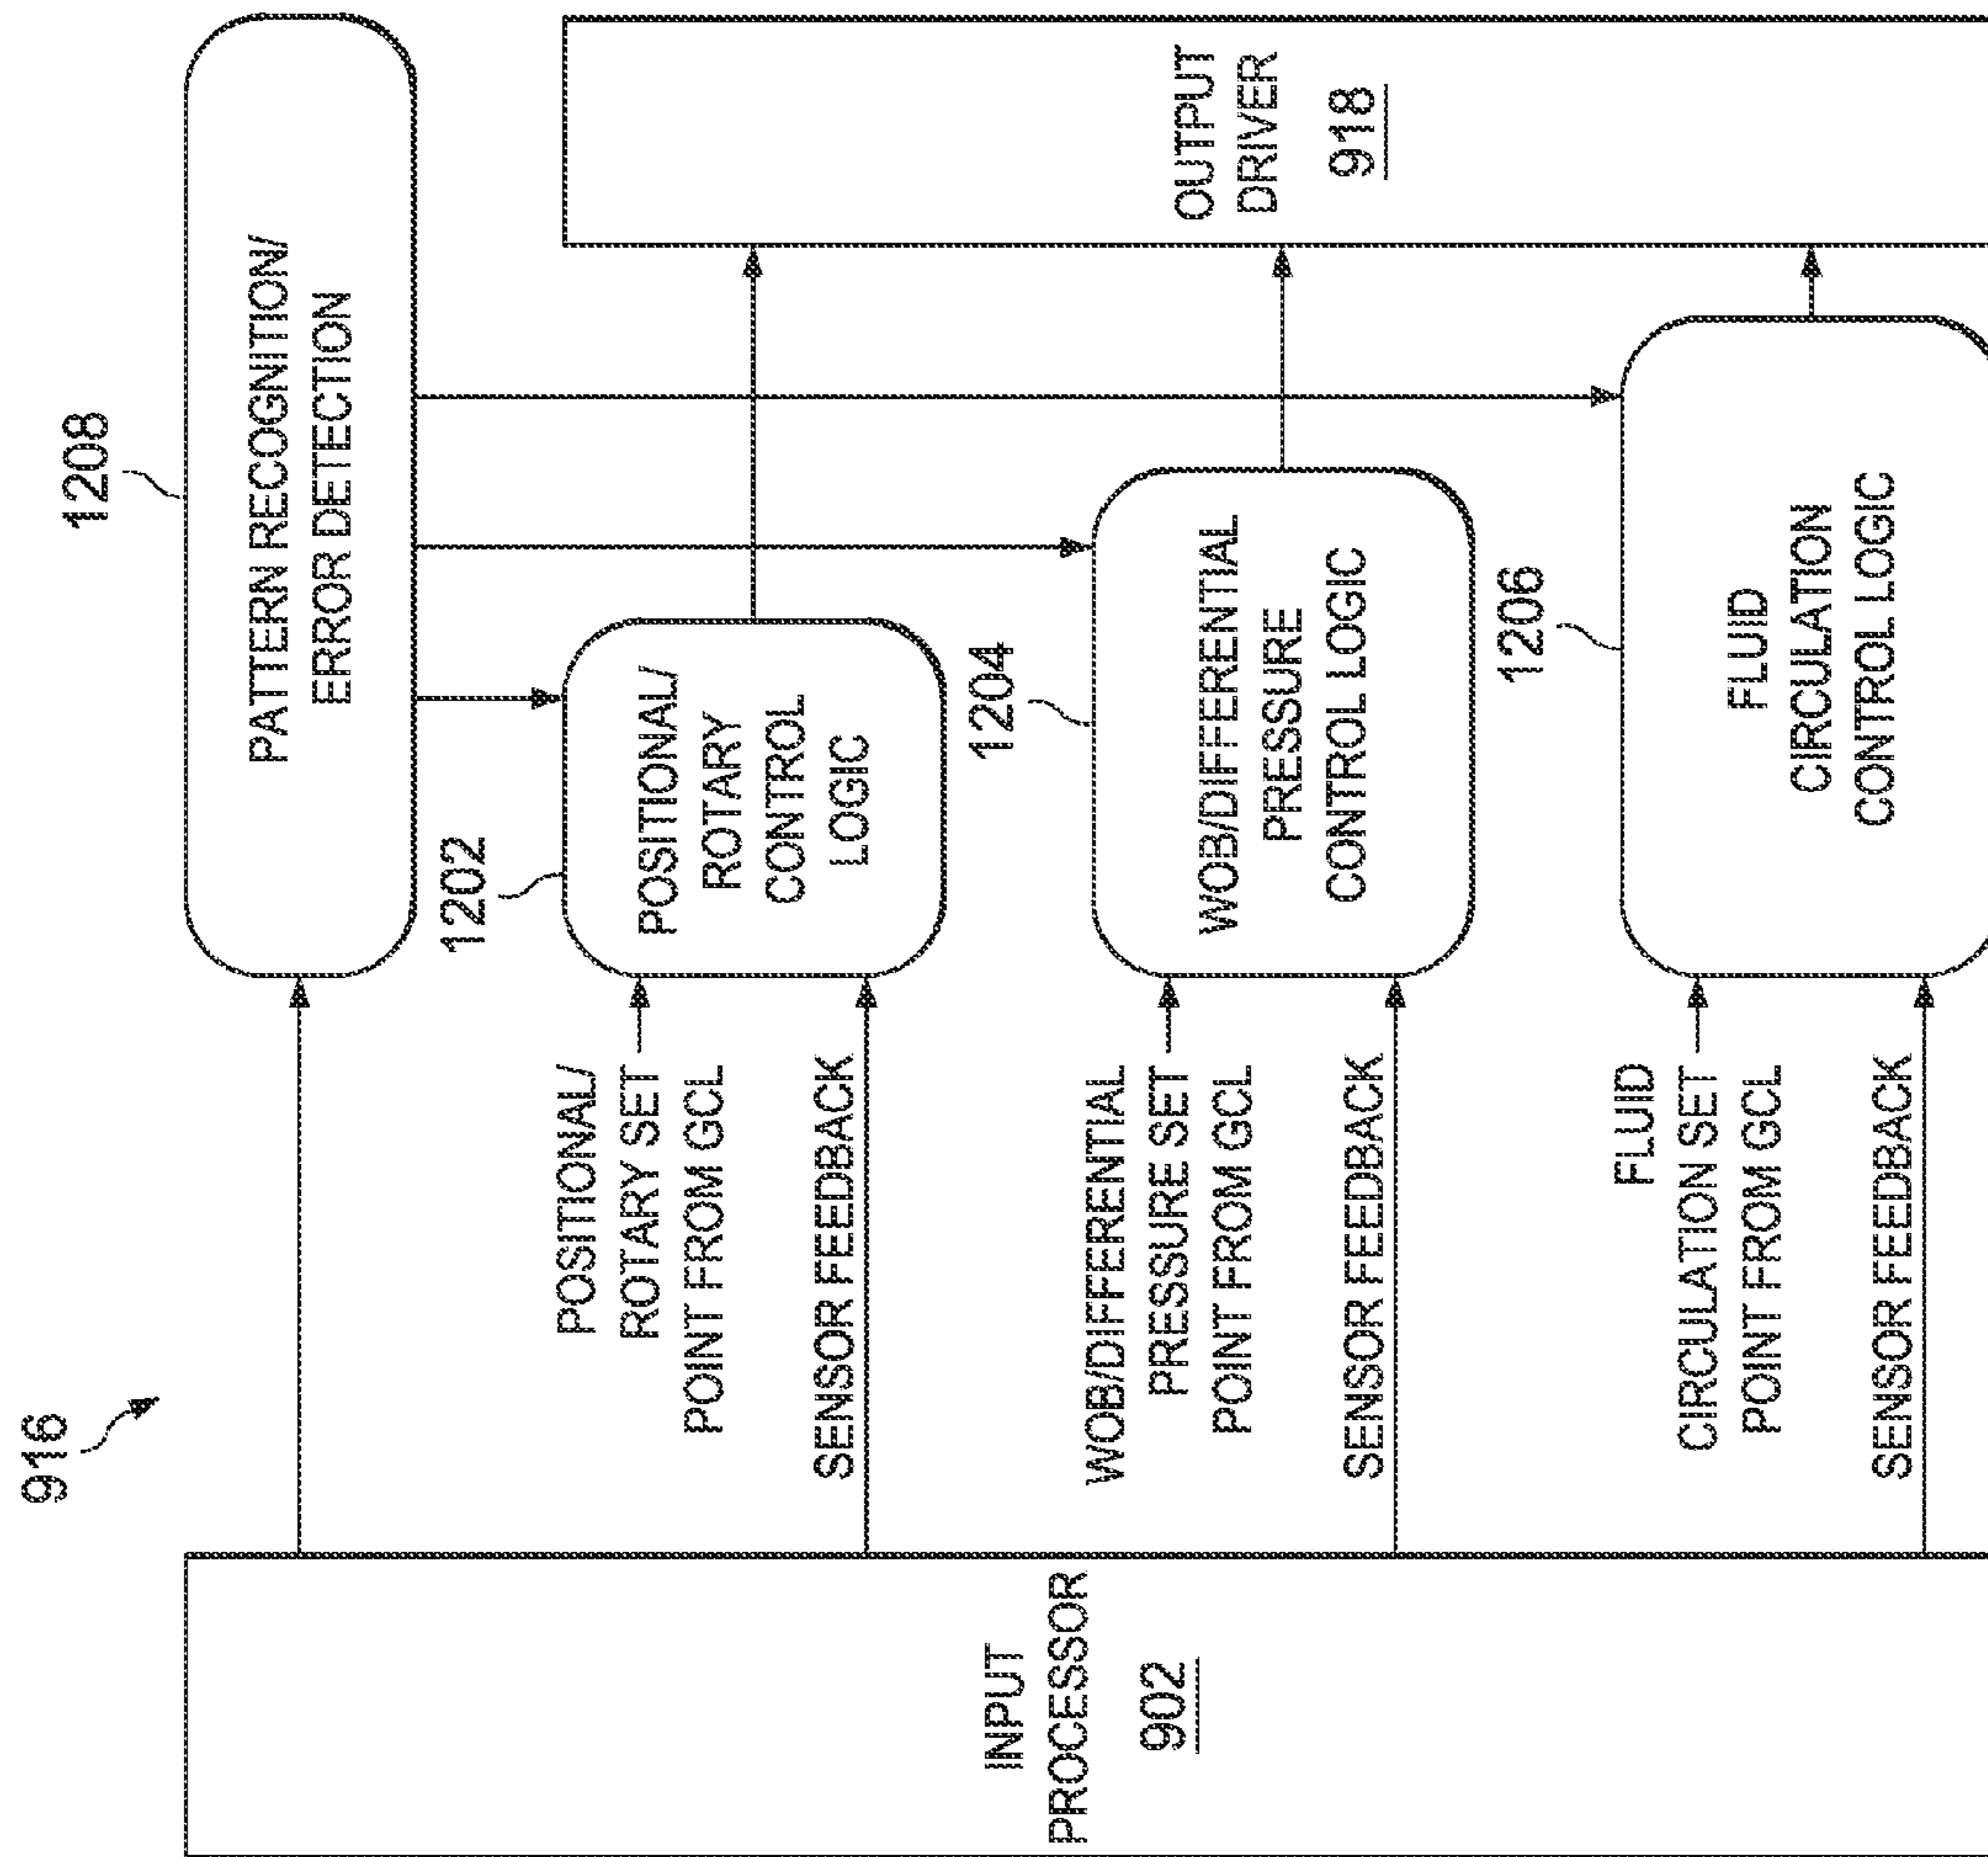 916
1208
PATTERN RECOGNITION/
ERROR DETECTION
INPUT
PROCESSOR
902
POSITIONAL/
ROTARY SET
POINT FROM GCL
SENSOR FEEDBACK
1202
POSITIONAL/
ROTARY
CONTROL
LOGIC
OUTPUT
DRIVER
918
WOB/DIFFERENTIAL
PRESSURE SET
POINT FROM GCL
SENSOR FEEDBACK
1204
WOB/DIFFERENTIAL
PRESSURE
CONTROL LOGIC
FLUID
CIRCULATION SET
POINT FROM GCL
SENSOR FEEDBACK
1206
FLUID
CIRCULATION
CONTROL LOGIC